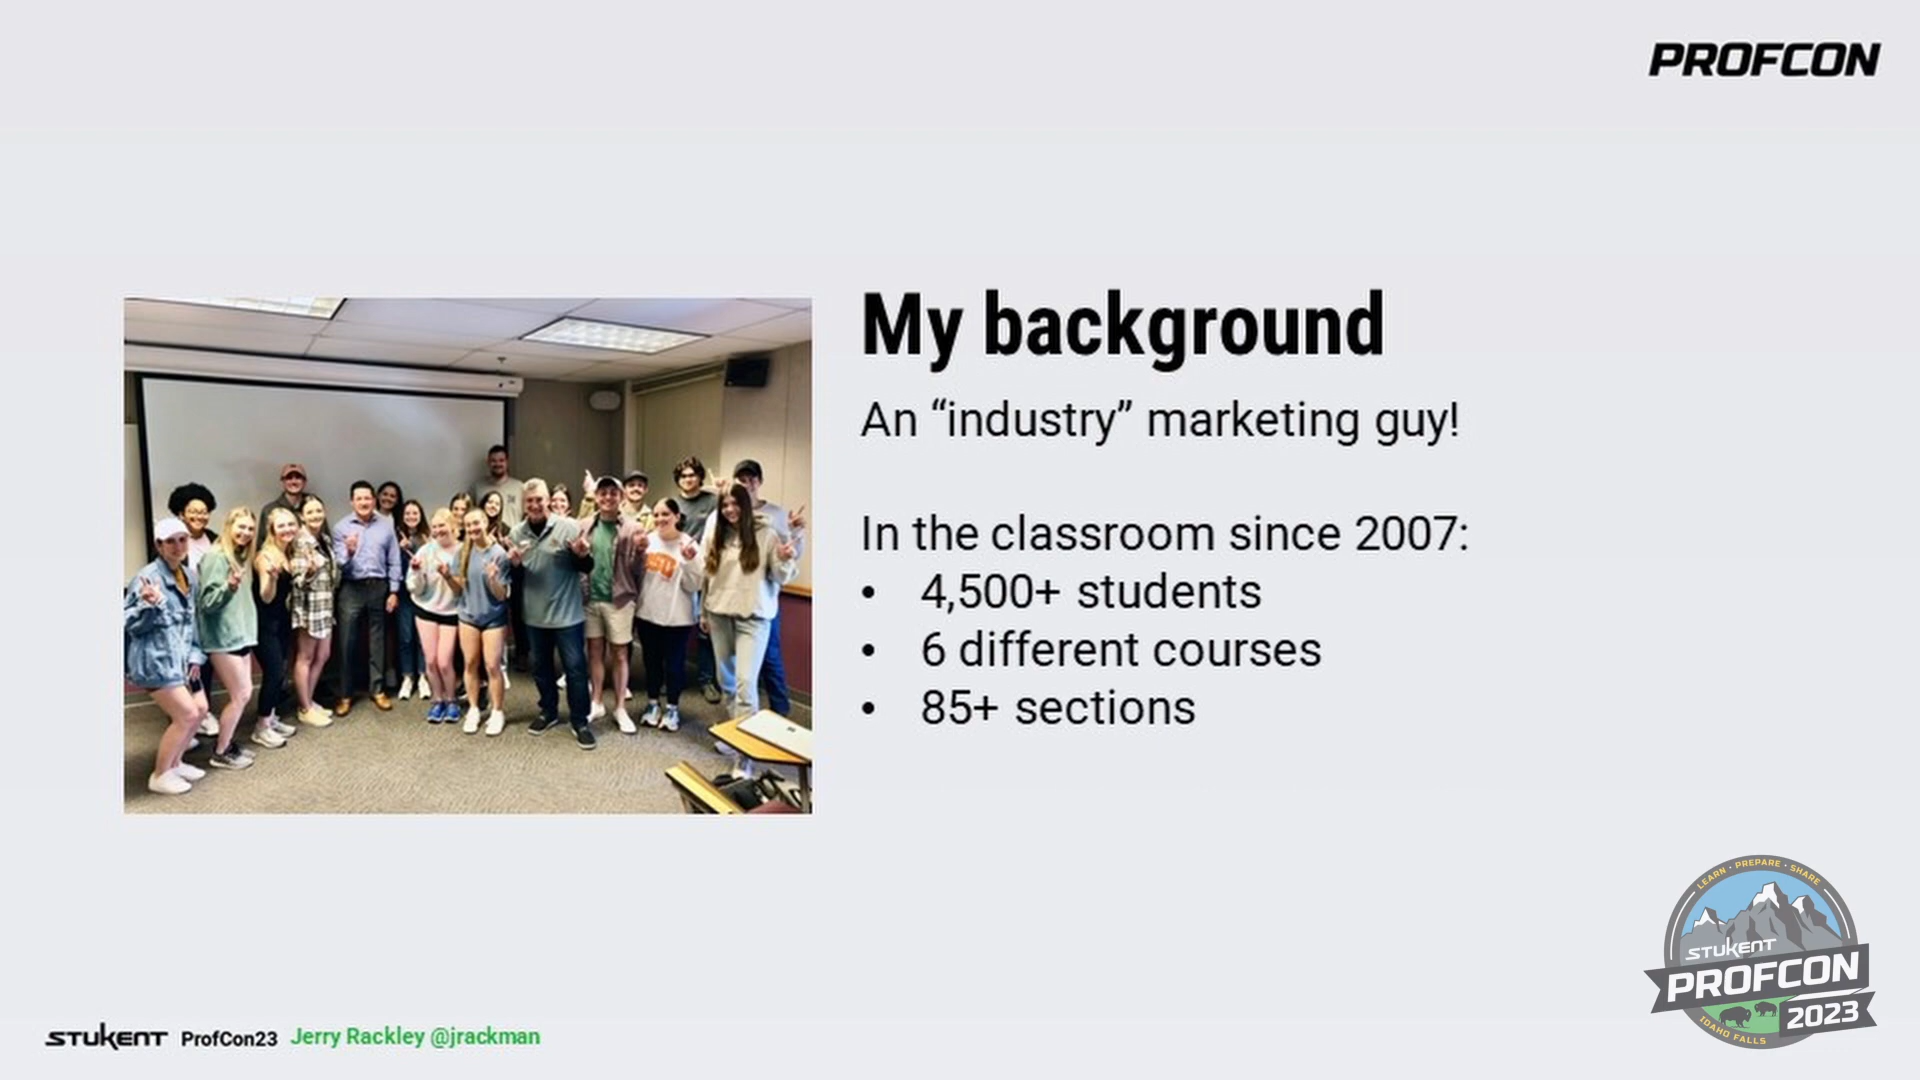 PROFCON
My background
An “industry” marketing guy!
In the classroom since 2007:
• 4,500+ students
• 6 different courses
• 85+ sections
LEARN • PREPARE • SHARE
STUKENT
PROFCON
2023
IDAHO FALLS
STUKENT ProfCon23 Jerry Rackley @jrackman